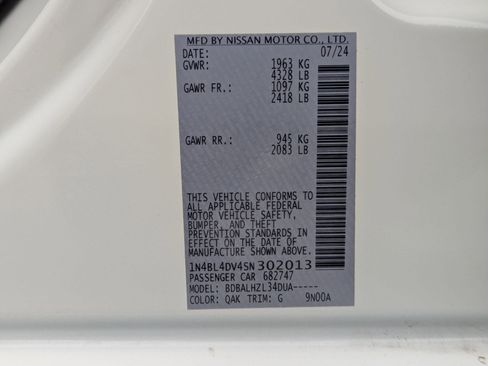 MFD BY NISSAN MOTOR CO., LTD.
DATE: 07/24
GVWR: 1963 KG
4328 LB
GAWR FR.: 1097 KG
2418 LB
GAWR RR.: 945 KG
2083 LB
THIS VEHICLE CONFORMS TO
ALL APPLICABLE FEDERAL
MOTOR VEHICLE SAFETY,
BUMPER, AND THEFT
PREVENTION STANDARDS IN
EFFECT ON THE DATE OF
MANUFACTURE SHOWN ABOVE.
1N4BL4DV4SN302013
PASSENGER CAR 682747
MODEL: BDBALHZL34DUA-----
COLOR: QAK TRIM: G 9N00A